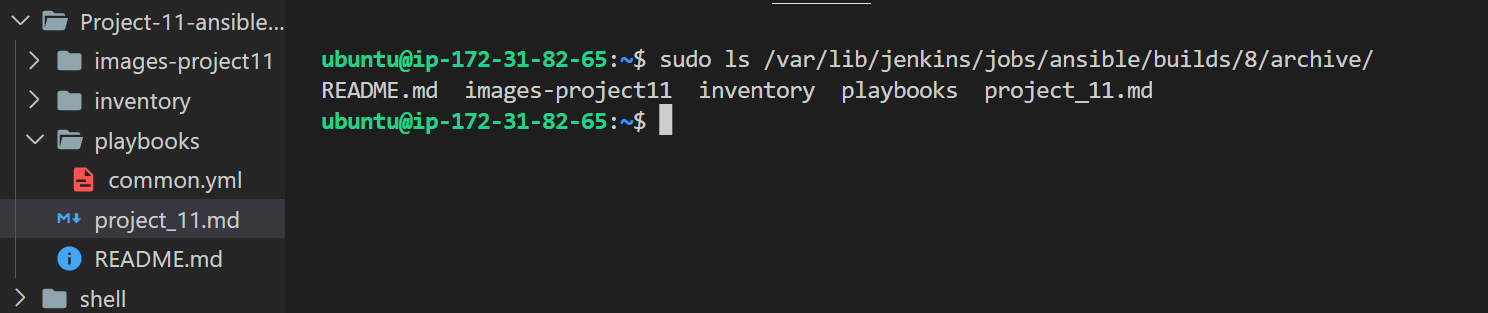 Project-11-ansible...
images-project11
inventory
playbooks
common.yml
project_11.md
README.md
shell
ubuntu@ip-172-31-82-65:~$ sudo ls /var/lib/jenkins/jobs/ansible/builds/8/archive/
README.md  images-project11  inventory  playbooks  project_11.md
ubuntu@ip-172-31-82-65:~$